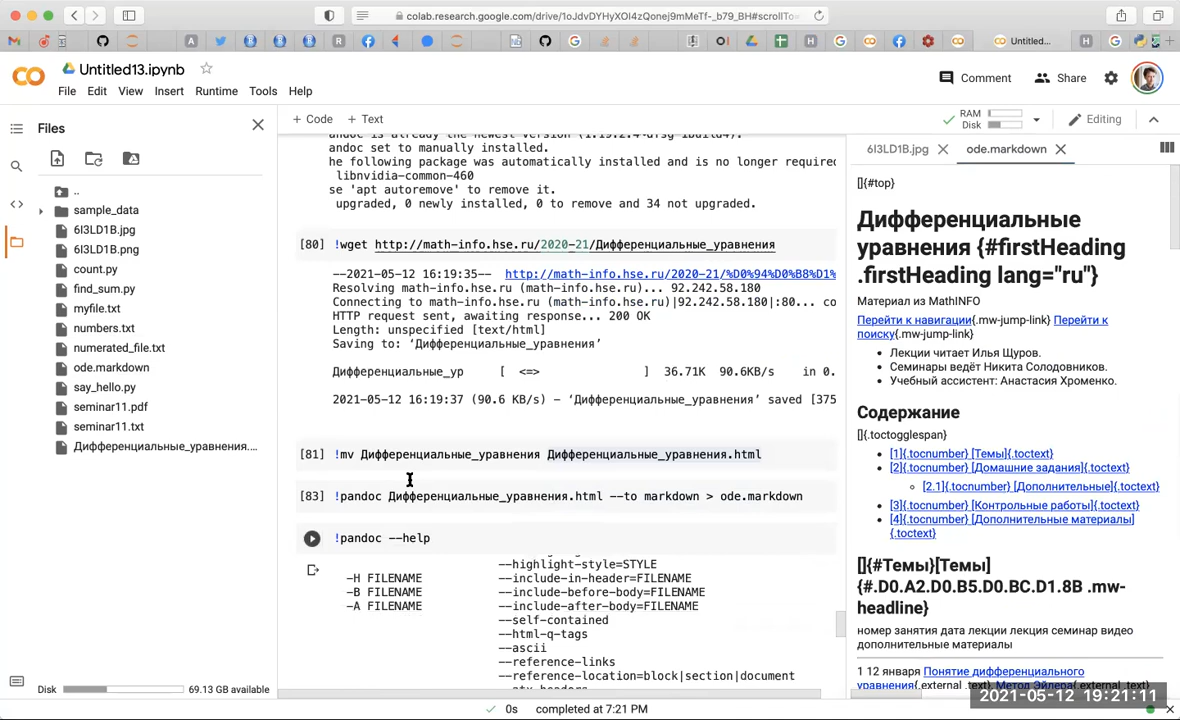 colab.research.google.com/drive/1oJdvDYHyXOI4zQonej9mMeTf-_b79_BH#scrollTo
Untitled...
Untitled13.ipynb
Comment
Share
File Edit View Insert Runtime Tools Help
+ Code + Text
RAM
Disk
Editing
Files
..
sample_data
6I3LD1B.jpg
6I3LD1B.png
count.py
find_sum.py
myfile.txt
numbers.txt
numerated_file.txt
ode.markdown
say_hello.py
seminar11.pdf
seminar11.txt
Дифференциальные_уравнения....
Disk 69.13 GB available
andoc is already the newest version
andoc set to manually installed.
he following package was automatically installed and is no longer required
libnvidia-common-460
se 'apt autoremove' to remove it.
upgraded, 0 newly installed, 0 to remove and 34 not upgraded.
[80] !wget http://math-info.hse.ru/2020-21/Дифференциальные_уравнения
--2021-05-12 16:19:35-- http://math-info.hse.ru/2020-21/%D0%94%D0%B8%D1%
Resolving math-info.hse.ru (math-info.hse.ru)... 92.242.58.180
Connecting to math-info.hse.ru (math-info.hse.ru)|92.242.58.180|:80... co
HTTP request sent, awaiting response... 200 OK
Length: unspecified [text/html]
Saving to: ‘Дифференциальные_уравнения’
Дифференциальные_ур [ <=> ] 36.71K 90.6KB/s in 0.
2021-05-12 16:19:37 (90.6 KB/s) - ‘Дифференциальные_уравнения’ saved [375
[81] !mv Дифференциальные_уравнения Дифференциальные_уравнения.html
[83] !pandoc Дифференциальные_уравнения.html --to markdown > ode.markdown
!pandoc --help
--highlight-style=STYLE
-H FILENAME --include-in-header=FILENAME
-B FILENAME --include-before-body=FILENAME
-A FILENAME --include-after-body=FILENAME
--self-contained
--html-q-tags
--ascii
--reference-links
--reference-location=block|section|document
0s completed at 7:21 PM
6I3LD1B.jpg ode.markdown
[]{#top}
Дифференциальные
уравнения {#firstHeading
.firstHeading lang="ru"}
Материал из MathINFO
Перейти к навигации{.mw-jump-link} Перейти к
поиску{.mw-jump-link}
Лекции читает Илья Щуров.
Семинары ведёт Никита Солодовников.
Учебный ассистент: Анастасия Хроменко.
Содержание
[]{.toctogglespan}
[1]{.tocnumber} [Темы]{.toctext}
[2]{.tocnumber} [Домашние задания]{.toctext}
[2.1]{.tocnumber} [Дополнительные]{.toctext}
[3]{.tocnumber} [Контрольные работы]{.toctext}
[4]{.tocnumber} [Дополнительные материалы]
{.toctext}
[]{#Темы}[Темы]
{#.D0.A2.D0.B5.D0.BC.D1.8B .mw-
headline}
номер занятия дата лекции лекция семинар видео
дополнительные материалы
1 12 января Понятие дифференциального
уравнения{.external .text} Метод Эйлера{.external .text}
2021-05-12 19:21:11